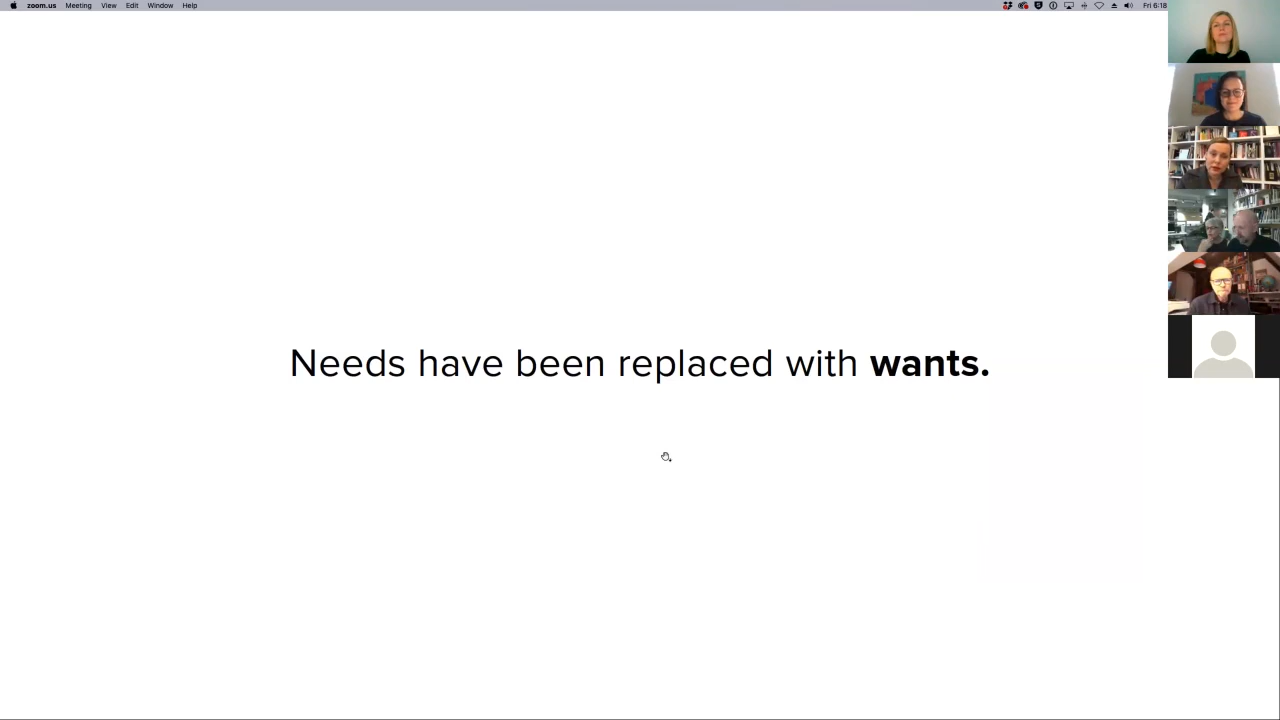 zoom.us Meeting View Edit Window Help Fri 6:18
Needs have been replaced with wants.